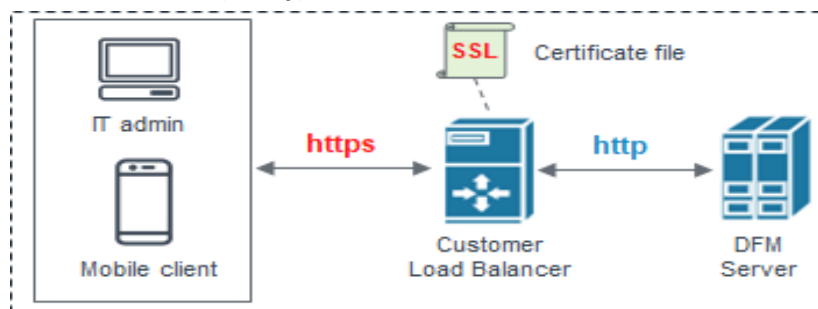 SSL
Certificate file
IT admin
https
http
Mobile client
Customer
Load Balancer
DFM
Server